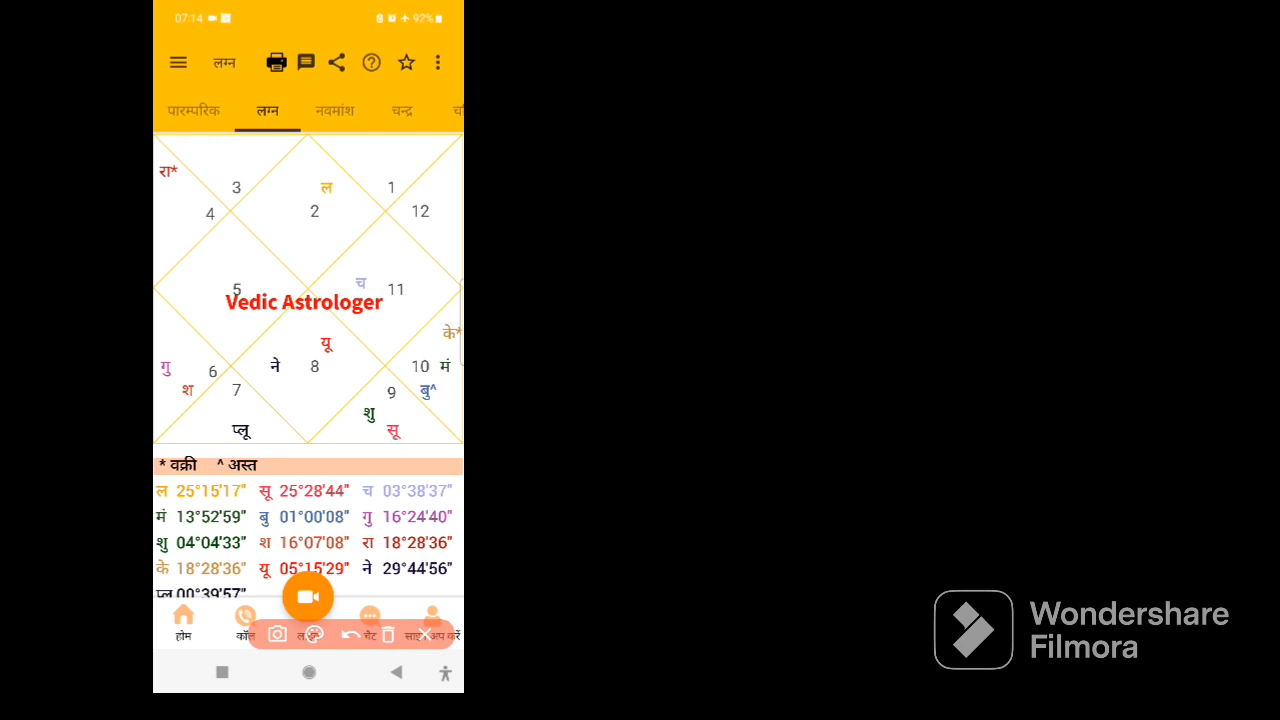 07:14 92%
लग्न
पारम्परिक लग्न नवमांश चन्द्र
रा*
3 ल 1
4 2 12
5 च 11
Vedic Astrologer
के*
यू
गु 6 ने 8 10 मं
श 7 9 बु^
शु
प्लू सू
* वक्री ^ अस्त
ल 25°15'17" सू 25°28'44" च 03°38'37"
मं 13°52'59" बु 01°00'08" गु 16°24'40"
शु 04°04'33" श 16°07'08" रा 18°28'36"
के 18°28'36" यू 05°15'29" ने 29°44'56"
प्लू 00°39'57"
होम चैट
Wondershare
Filmora